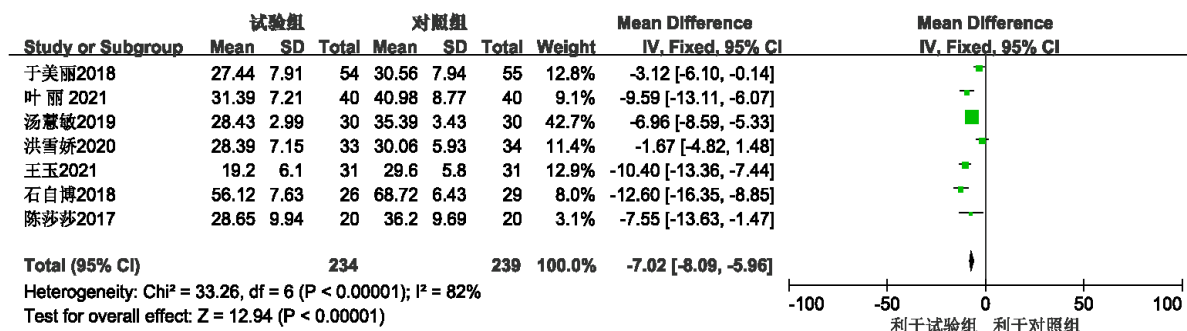 试验组 对照组 Mean Difference Mean Difference
Study or Subgroup Mean SD Total Mean SD Total Weight IV, Fixed, 95% CI IV, Fixed, 95% CI
于美丽2018 27.44 7.91 54 30.56 7.94 55 12.8% -3.12 [-6.10, -0.14]
叶 丽 2021 31.39 7.21 40 40.98 8.77 40 9.1% -9.59 [-13.11, -6.07]
汤慧敏2019 28.43 2.99 30 35.39 3.43 30 42.7% -6.96 [-8.59, -5.33]
洪雪娇2020 28.39 7.15 33 30.06 5.93 34 11.4% -1.67 [-4.82, 1.48]
王玉2021 19.2 6.1 31 29.6 5.8 31 12.9% -10.40 [-13.36, -7.44]
石自博2018 56.12 7.63 26 68.72 6.43 29 8.0% -12.60 [-16.35, -8.85]
陈莎莎2017 28.65 9.94 20 36.2 9.69 20 3.1% -7.55 [-13.63, -1.47]
Total (95% CI) 234 239 100.0% -7.02 [-8.09, -5.96]
Heterogeneity: Chi² = 33.26, df = 6 (P < 0.00001); I² = 82%
Test for overall effect: Z = 12.94 (P < 0.00001)
-100 -50 0 50 100
利于试验组 利于对照组